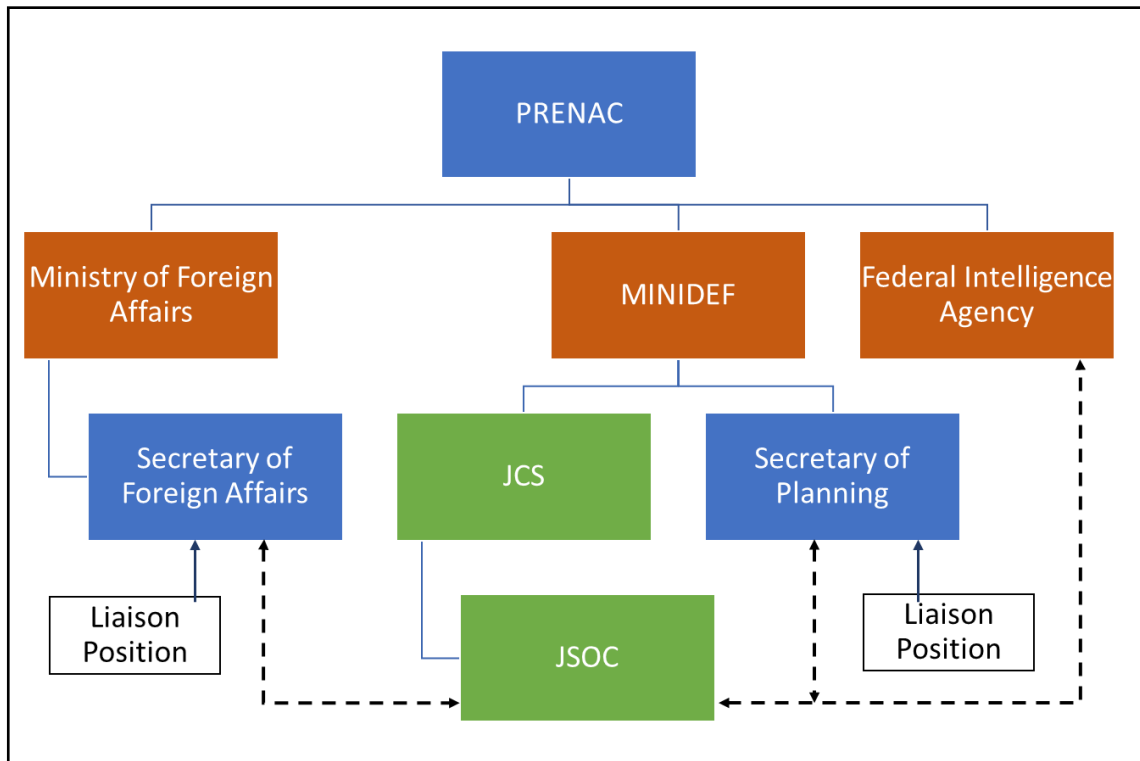 PRENAC
Ministry of Foreign
Affairs
MINIDEF
Federal Intelligence
Agency
Secretary of
Foreign Affairs
JCS
Secretary of
Planning
Liaison
Position
JSOC
Liaison
Position